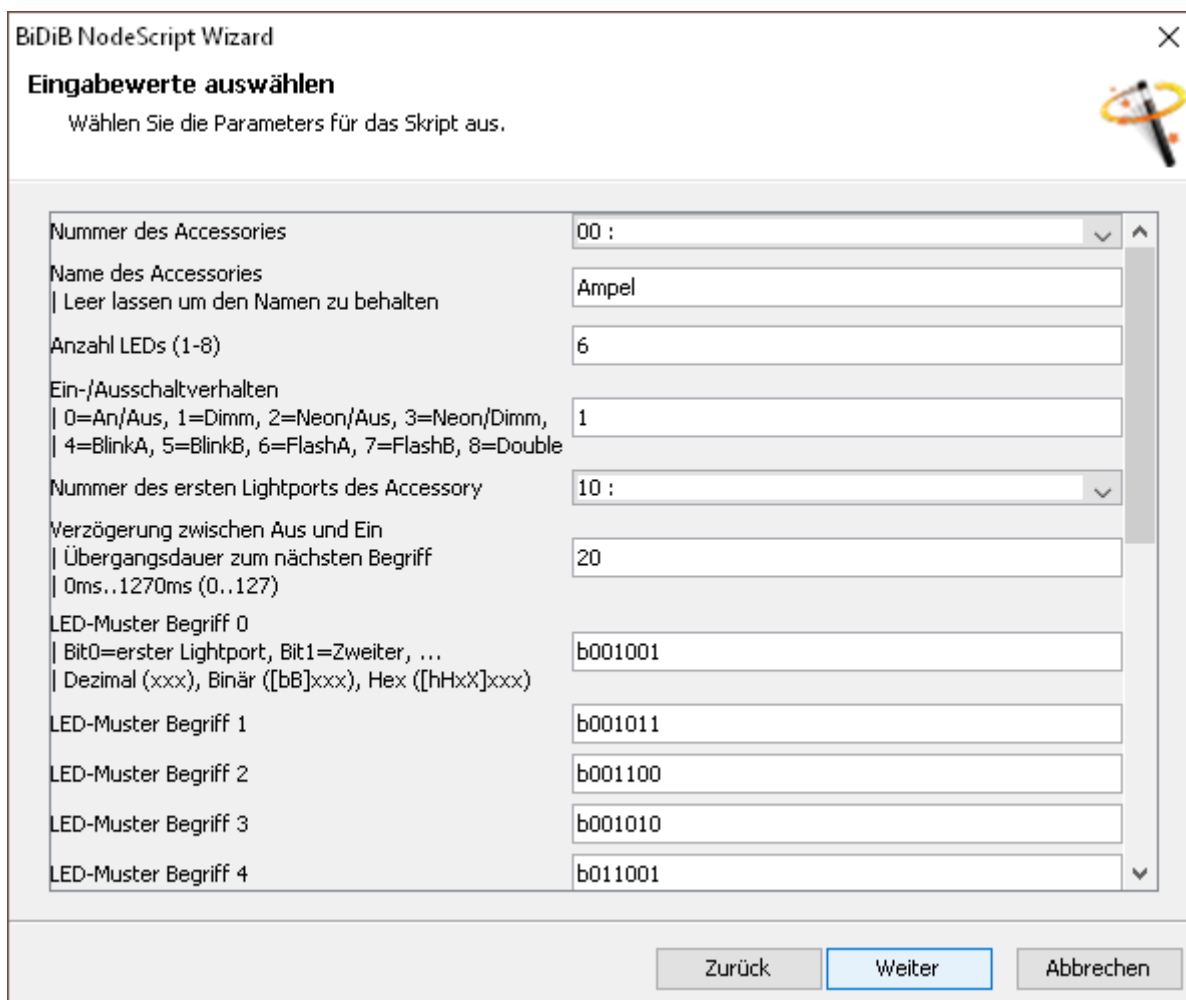 BiDiB NodeScript Wizard
Eingabewerte auswählen
Wählen Sie die Parameters für das Skript aus.
Nummer des Accessories
00 :
Name des Accessories
| Leer lassen um den Namen zu behalten
Ampel
Anzahl LEDs (1-8)
6
Ein-/Ausschaltverhalten
| 0=An/Aus, 1=Dimm, 2=Neon/Aus, 3=Neon/Dimm,
| 4=BlinkA, 5=BlinkB, 6=FlashA, 7=FlashB, 8=Double
1
Nummer des ersten Lightports des Accessory
10 :
Verzögerung zwischen Aus und Ein
| Übergangsdauer zum nächsten Begriff
| 0ms..1270ms (0..127)
20
LED-Muster Begriff 0
| Bit0=erster Lightport, Bit1=Zweiter, ...
| Dezimal (xxx), Binär ([bB]xxx), Hex ([hHxX]xxx)
b001001
LED-Muster Begriff 1
b001011
LED-Muster Begriff 2
b001100
LED-Muster Begriff 3
b001010
LED-Muster Begriff 4
b011001
Zurück
Weiter
Abbrechen